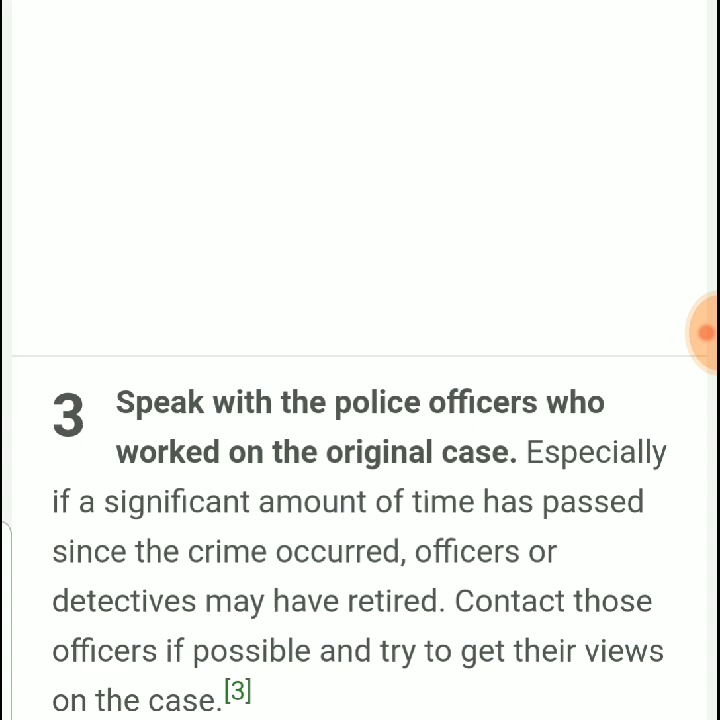 3 Speak with the police officers who
worked on the original case. Especially
if a significant amount of time has passed
since the crime occurred, officers or
detectives may have retired. Contact those
officers if possible and try to get their views
on the case.[3]